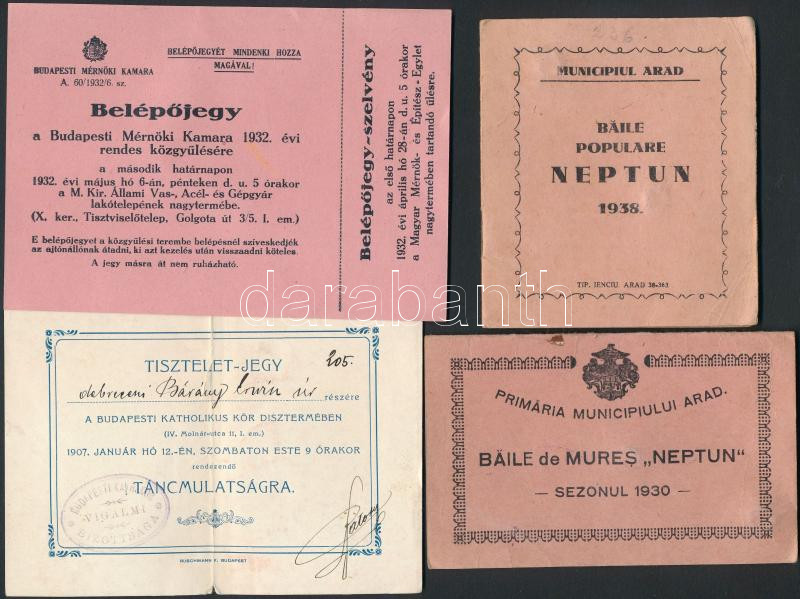 BUDAPESTI MÉRNÖKI KAMARA
A. 60/1932/6. sz.
BELÉPŐJEGYÉT MINDENKI HOZZA
MAGÁVAL!
Belépőjegy
a Budapesti Mérnöki Kamara 1932. évi
rendes közgyűlésére
a második határnapon
1932. évi május hó 6-án, pénteken d. u. 5 órakor
a M. Kir. Állami Vas-, Acél- és Gépgyár
lakótelepének nagytermébe.
(X. ker., Tisztviselőtelep, Golgota út 3/5. I. em.)
E belépőjegyet a közgyűlési terembe belépésnél szíveskedjék
az ajtónállónak átadni, ki azt kezelés után visszaadni köteles.
A jegy másra át nem ruházható.
Belépőjegy-szelvény
az első határnapon
1932. évi április hó 28-án d. u. 5 órakor
a Magyar Mérnök- és Építész-Egylet
nagytermében tartandó ülésre.
MUNICIPIUL ARAD
BĂILE
POPULARE
NEPTUN
1938.
TIP. IENCIU. ARAD 38-363
darabanth
TISZTELET-JEGY
205.
debreceni Bárány Erwin úr
részére
A BUDAPESTI KATHOLIKUS KÖR DISZTERMÉBEN
(IV. Molnár-utca 11, I. em.)
1907. JANUÁR HÓ 12.-ÉN, SZOMBATON ESTE 9 ÓRAKOR
rendezendő
TÁNCMULATSÁGRA.
VIGALMI
BIZOTTSÁGA
BUSCHMANN F. BUDAPEST
PRIMĂRIA MUNICIPIULUI ARAD.
BĂILE de MUREȘ „NEPTUN"
— SEZONUL 1930 —